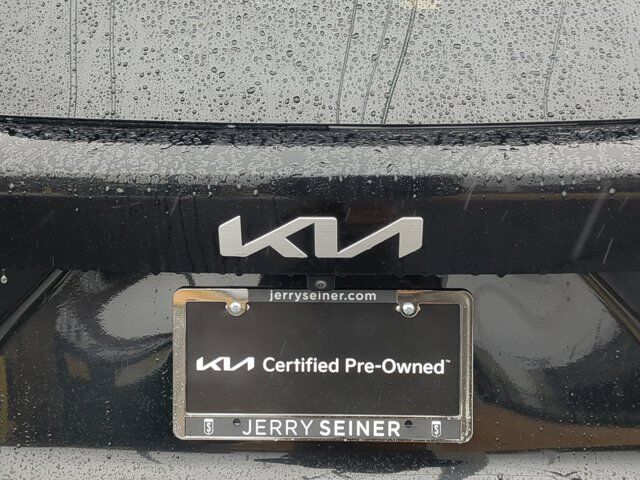 KIA
jerryseiner.com
KIA Certified Pre-Owned™
JERRY SEINER